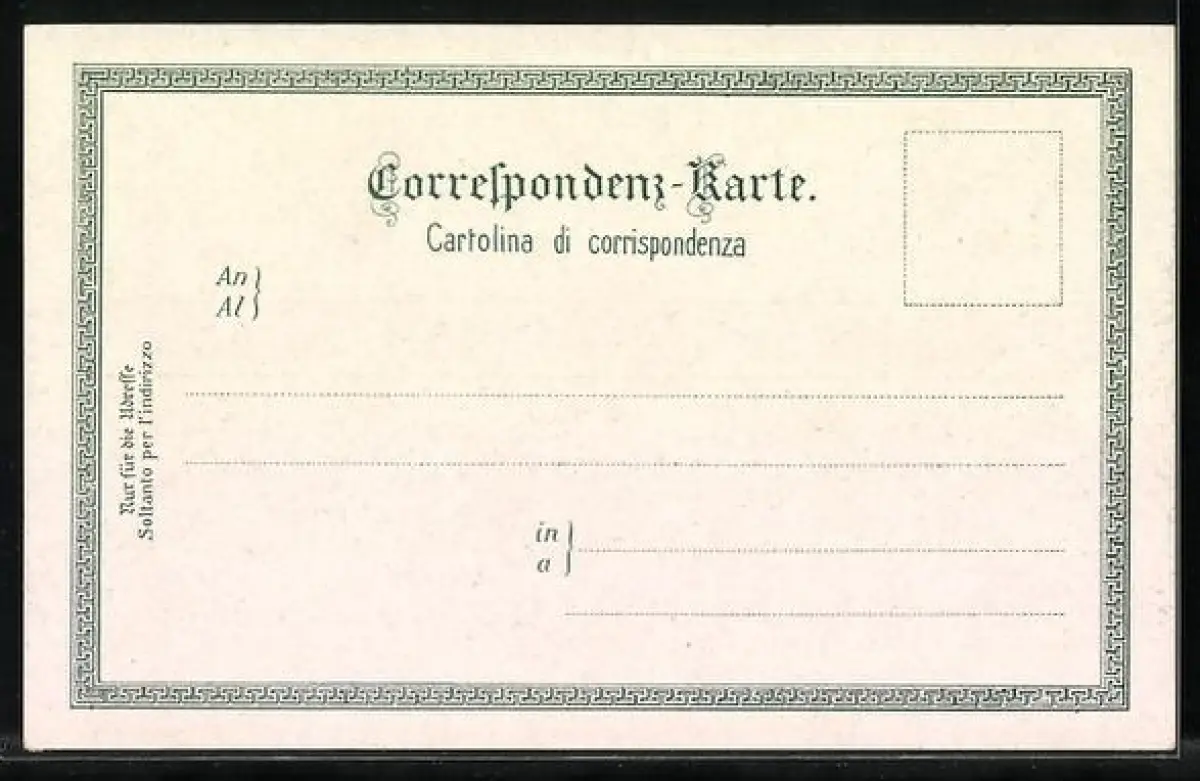 Correſpondenz-Karte.
Cartolina di corrispondenza
An
Al
Nur für die Adreſſe
Soltanto per l'indirizzo
in
a